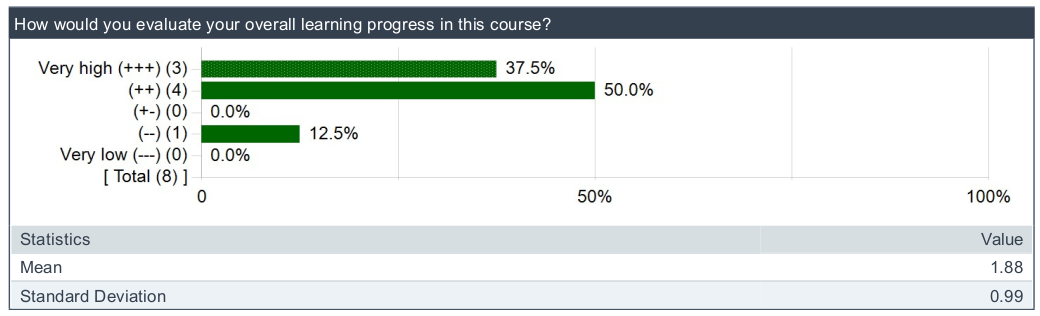 How would you evaluate your overall learning progress in this course?
Very high (+++) (3) 37.5%
(++) (4) 50.0%
(+-) (0) 0.0%
(--) (1) 12.5%
Very low (---) (0) 0.0%
[ Total (8) ]
0 50% 100%
Statistics Value
Mean 1.88
Standard Deviation 0.99